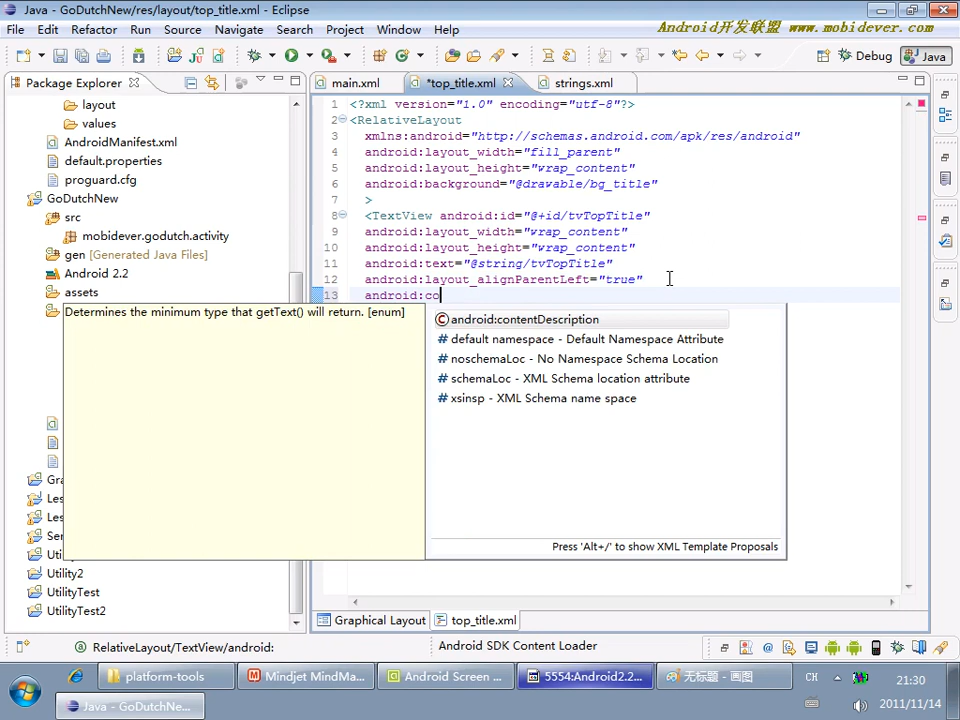 Java - GoDutchNew/res/layout/top_title.xml - Eclipse
File Edit Refactor Run Source Navigate Search Project Window Help
Android开发联盟 www.mobidever.com
Debug Java
Package Explorer
main.xml *top_title.xml strings.xml
layout
values
AndroidManifest.xml
default.properties
proguard.cfg
GoDutchNew
src
mobidever.godutch.activity
gen [Generated Java Files]
Android 2.2
assets
Gr
Les
Les
Ser
Uti
Utility2
UtilityTest
UtilityTest2
1 <?xml version="1.0" encoding="utf-8"?>
2 <RelativeLayout
3 xmlns:android="http://schemas.android.com/apk/res/android"
4 android:layout_width="fill_parent"
5 android:layout_height="wrap_content"
6 android:background="@drawable/bg_title"
7 >
8 <TextView android:id="@+id/tvTopTitle"
9 android:layout_width="wrap_content"
10 android:layout_height="wrap_content"
11 android:text="@string/tvTopTitle"
12 android:layout_alignParentLeft="true"
13 android:co
Determines the minimum type that getText() will return. [enum]
android:contentDescription
default namespace - Default Namespace Attribute
noschemaLoc - No Namespace Schema Location
schemaLoc - XML Schema location attribute
xsinsp - XML Schema name space
Press 'Alt+/' to show XML Template Proposals
Graphical Layout top_title.xml
RelativeLayout/TextView/android:
Android SDK Content Loader
platform-tools Mindjet MindMa... Android Screen ... 5554:Android2.2... 无标题 - 画图 CH 21:30
Java - GoDutchNe... 2011/11/14